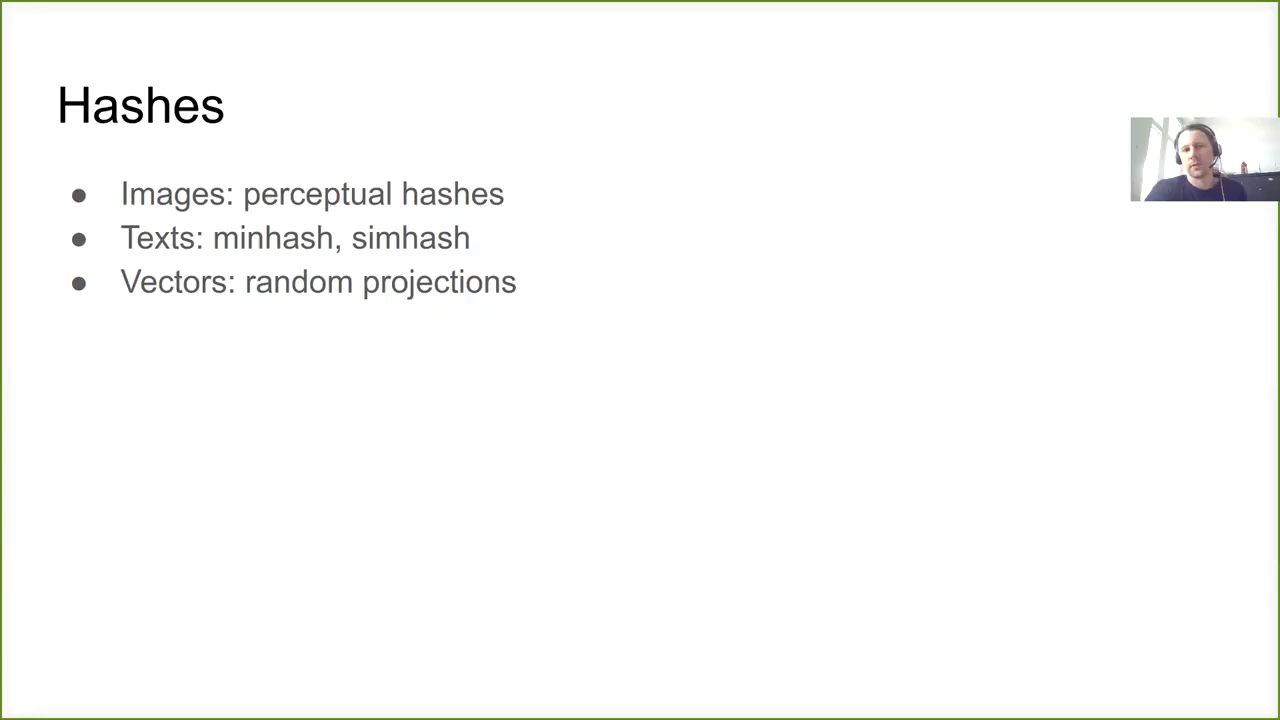 Hashes
● Images: perceptual hashes
● Texts: minhash, simhash
● Vectors: random projections